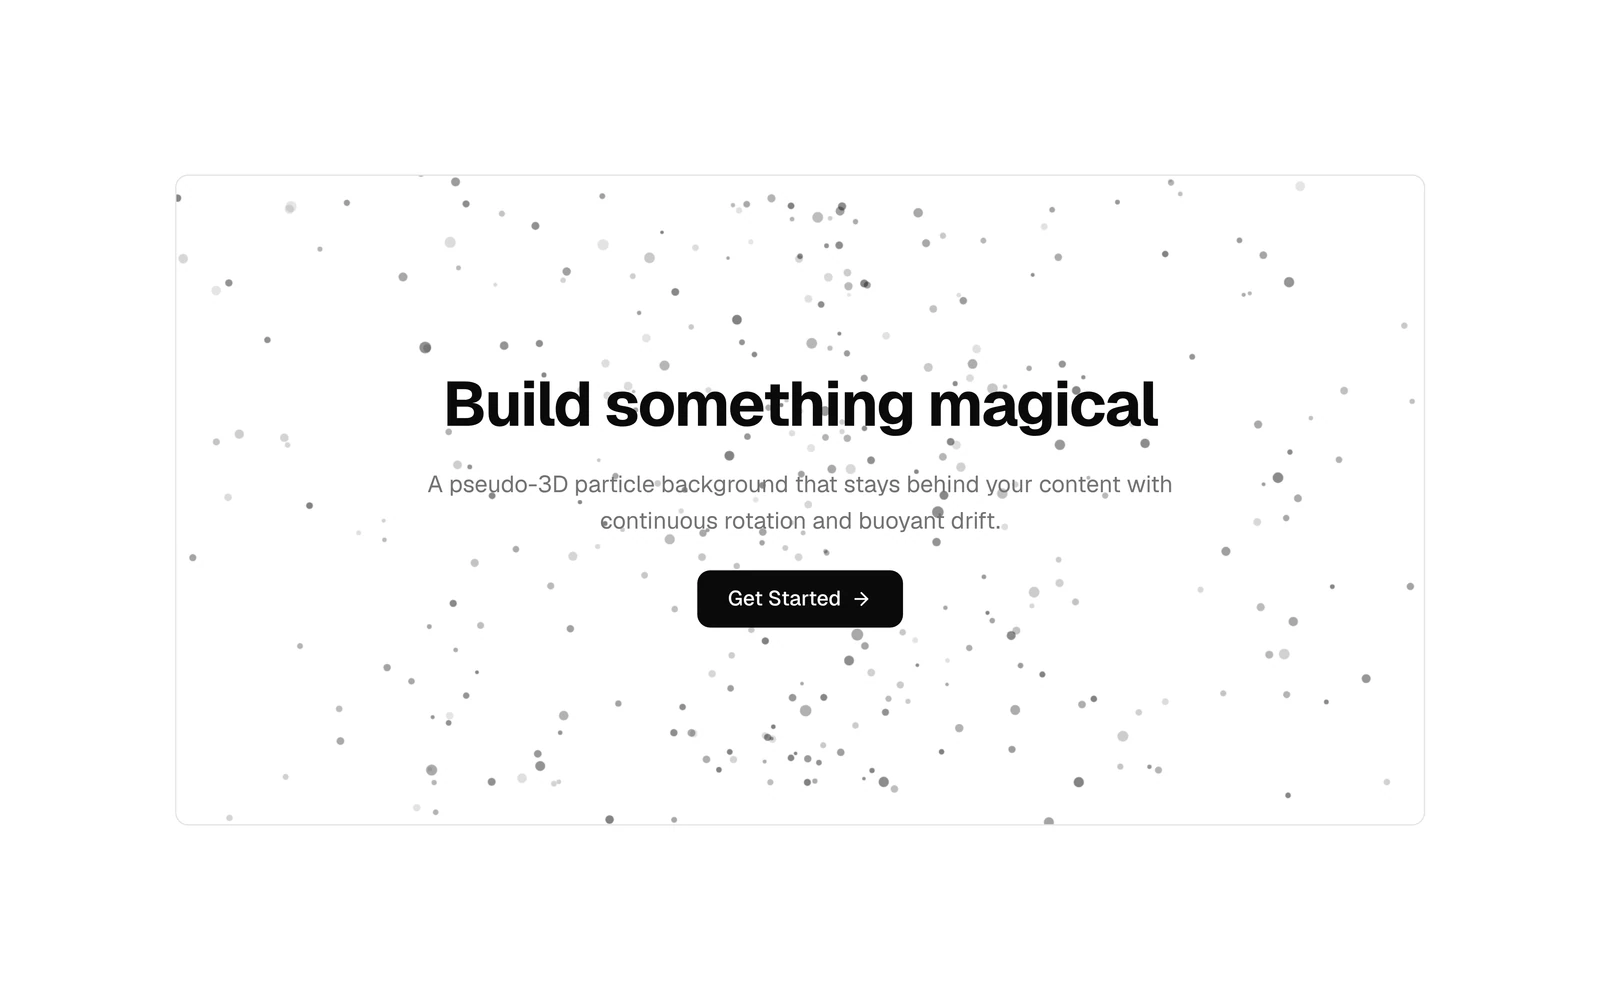 Build something magical
A pseudo-3D particle background that stays behind your content with
continuous rotation and buoyant drift.
Get Started →